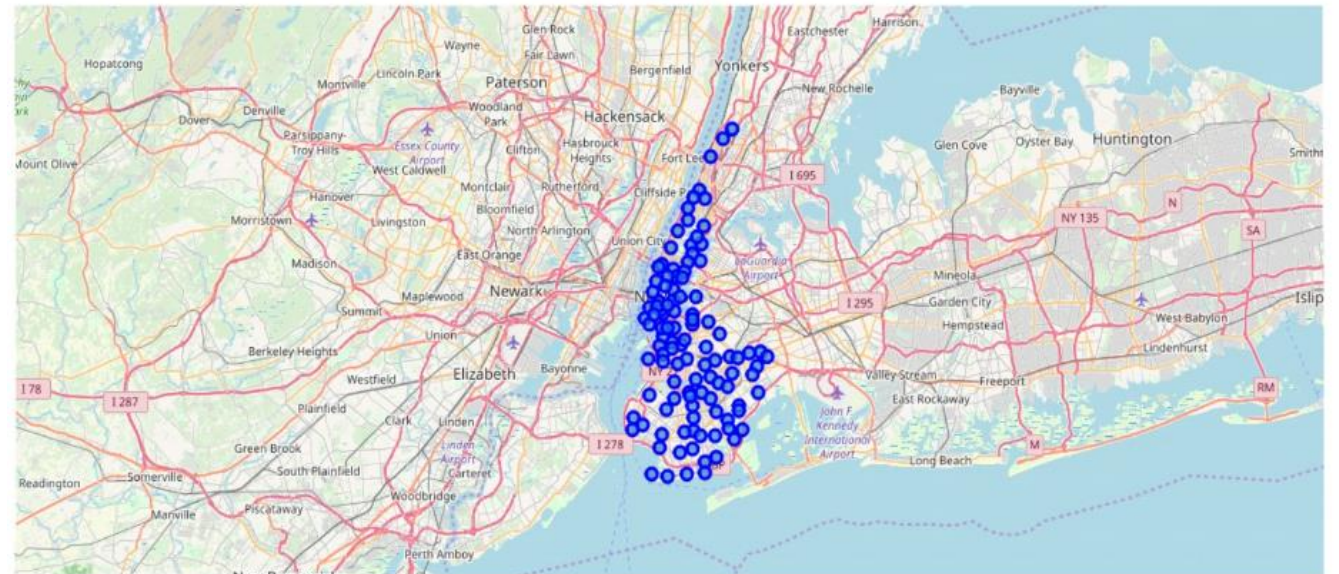 Glen Rock
Harrison
Eastchester
Wayne
Fair Lawn
Hopatcong
Lincoln Park
Bergenfield
Yonkers
Montville
Paterson
New Rochelle
Bayville
Denville
Woodland
Park
Dover
Hackensack
Parsippany-
Troy Hills
Essex County
Airport
Clifton
Hasbrouck
Heights
Huntington
Glen Cove
Oyster Bay
Mount Olive
West Caldwell
Fort Lee
I 695
Hanover
Montclair
Rutherford
Cliffside P
N
Morristown
Livingston
Bloomfield
NY 135
North Arlington
Union City
SA
East Orange
LaGuardia
Airport
Madison
Mineola
Newark
Maplewood
I 295
Garden City
Islip
Summit
West Babylon
Union
Hempstead
Berkeley Heights
Lindenhurst
Bayonne
Elizabeth
Valley Stream
Freeport
I 78
Westfield
RM
I 287
East Rockaway
Plainfield
John F.
Kennedy
International
Airport
Clark
Linden
I 278
M
Green Brook
Linden
Airport
Long Beach
South Plainfield
Carteret
Readington
Somerville
Woodbridge
Piscataway
Manville
Perth Amboy